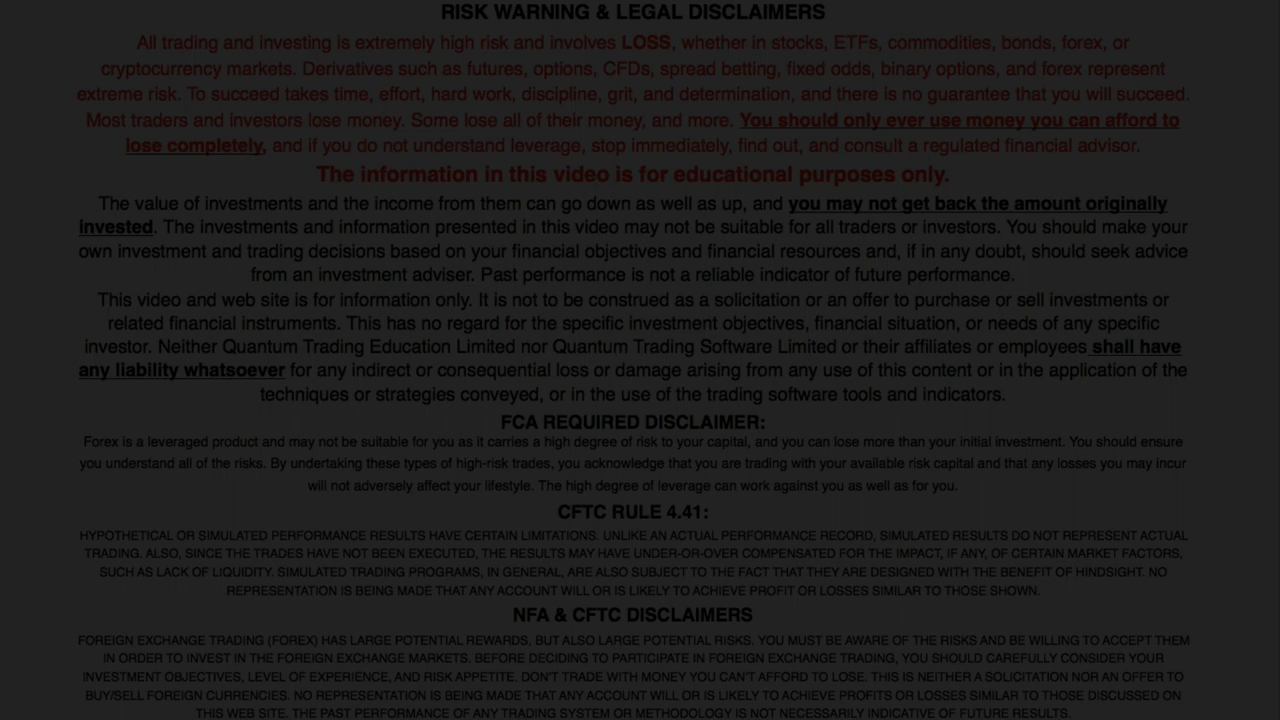 RISK WARNING & LEGAL DISCLAIMERS
All trading and investing is extremely high risk and involves LOSS, whether in stocks, ETFs, commodities, bonds, forex, or
cryptocurrency markets. Derivatives such as futures, options, CFDs, spread betting, fixed odds, binary options, and forex represent
extreme risk. To succeed takes time, effort, hard work, discipline, grit, and determination, and there is no guarantee that you will succeed.
Most traders and investors lose money. Some lose all of their money, and more. You should only ever use money you can afford to
lose completely, and if you do not understand leverage, stop immediately, find out, and consult a regulated financial advisor.
The information in this video is for educational purposes only.
The value of investments and the income from them can go down as well as up, and you may not get back the amount originally
invested. The investments and information presented in this video may not be suitable for all traders or investors. You should make your
own investment and trading decisions based on your financial objectives and financial resources and, if in any doubt, should seek advice
from an investment adviser. Past performance is not a reliable indicator of future performance.
This video and web site is for information only. It is not to be construed as a solicitation or an offer to purchase or sell investments or
related financial instruments. This has no regard for the specific investment objectives, financial situation, or needs of any specific
investor. Neither Quantum Trading Education Limited nor Quantum Trading Software Limited or their affiliates or employees shall have
any liability whatsoever for any indirect or consequential loss or damage arising from any use of this content or in the application of the
techniques or strategies conveyed, or in the use of the trading software tools and indicators.
FCA REQUIRED DISCLAIMER:
Forex is a leveraged product and may not be suitable for you as it carries a high degree of risk to your capital, and you can lose more than your initial investment. You should ensure
you understand all of the risks. By undertaking these types of high-risk trades, you acknowledge that you are trading with your available risk capital and that any losses you may incur
will not adversely affect your lifestyle. The high degree of leverage can work against you as well as for you.
CFTC RULE 4.41:
HYPOTHETICAL OR SIMULATED PERFORMANCE RESULTS HAVE CERTAIN LIMITATIONS. UNLIKE AN ACTUAL PERFORMANCE RECORD, SIMULATED RESULTS DO NOT REPRESENT ACTUAL
TRADING. ALSO, SINCE THE TRADES HAVE NOT BEEN EXECUTED, THE RESULTS MAY HAVE UNDER-OR-OVER COMPENSATED FOR THE IMPACT, IF ANY, OF CERTAIN MARKET FACTORS,
SUCH AS LACK OF LIQUIDITY. SIMULATED TRADING PROGRAMS, IN GENERAL, ARE ALSO SUBJECT TO THE FACT THAT THEY ARE DESIGNED WITH THE BENEFIT OF HINDSIGHT. NO
REPRESENTATION IS BEING MADE THAT ANY ACCOUNT WILL OR IS LIKELY TO ACHIEVE PROFIT OR LOSSES SIMILAR TO THOSE SHOWN.
NFA & CFTC DISCLAIMERS
FOREIGN EXCHANGE TRADING (FOREX) HAS LARGE POTENTIAL REWARDS, BUT ALSO LARGE POTENTIAL RISKS. YOU MUST BE AWARE OF THE RISKS AND BE WILLING TO ACCEPT THEM
IN ORDER TO INVEST IN THE FOREIGN EXCHANGE MARKETS. BEFORE DECIDING TO PARTICIPATE IN FOREIGN EXCHANGE TRADING, YOU SHOULD CAREFULLY CONSIDER YOUR
INVESTMENT OBJECTIVES, LEVEL OF EXPERIENCE, AND RISK APPETITE. DON'T TRADE WITH MONEY YOU CAN'T AFFORD TO LOSE. THIS IS NEITHER A SOLICITATION NOR AN OFFER TO
BUY/SELL FOREIGN CURRENCIES. NO REPRESENTATION IS BEING MADE THAT ANY ACCOUNT WILL OR IS LIKELY TO ACHIEVE PROFITS OR LOSSES SIMILAR TO THOSE DISCUSSED ON
THIS WEB SITE. THE PAST PERFORMANCE OF ANY TRADING SYSTEM OR METHODOLOGY IS NOT NECESSARILY INDICATIVE OF FUTURE RESULTS.